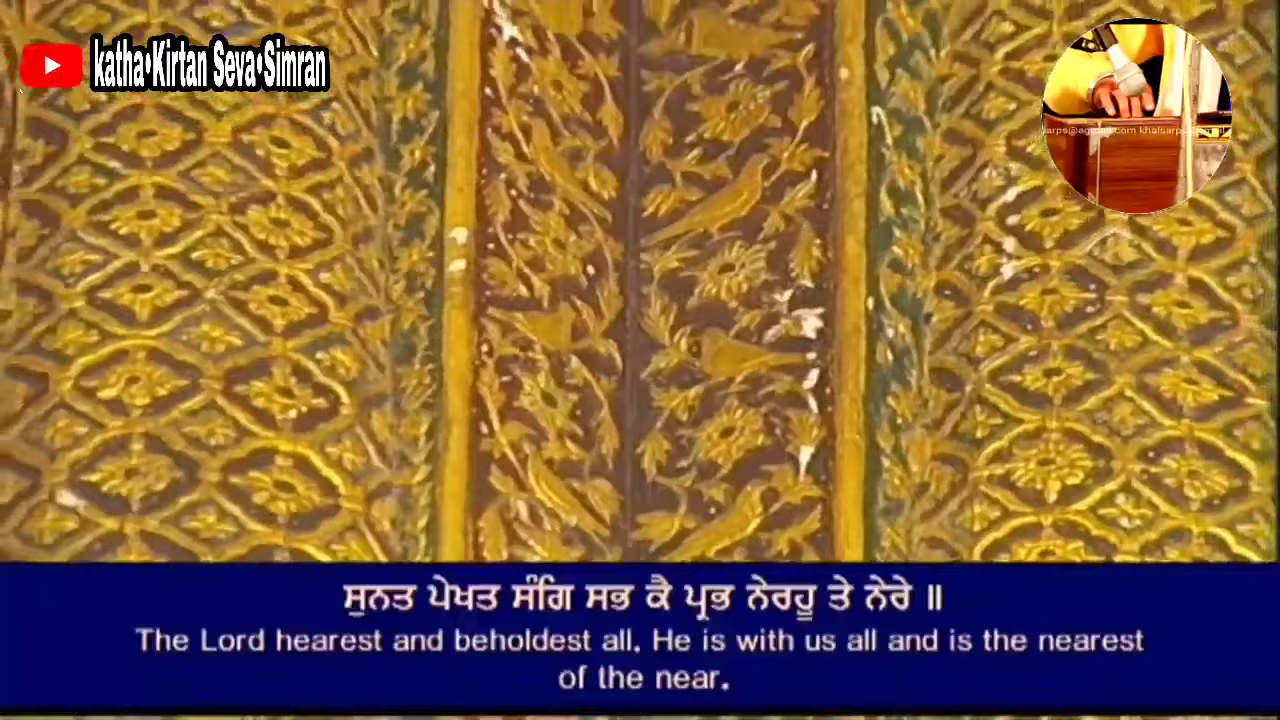 katha•Kirtan Seva•Simran
ਸੁਨਤ ਪੇਖਤ ਸੰਗਿ ਸਭ ਕੈ ਪ੍ਰਭ ਨੇਰਹੂ ਤੇ ਨੇਰੇ ॥
The Lord hearest and beholdest all. He is with us all and is the nearest
of the near.